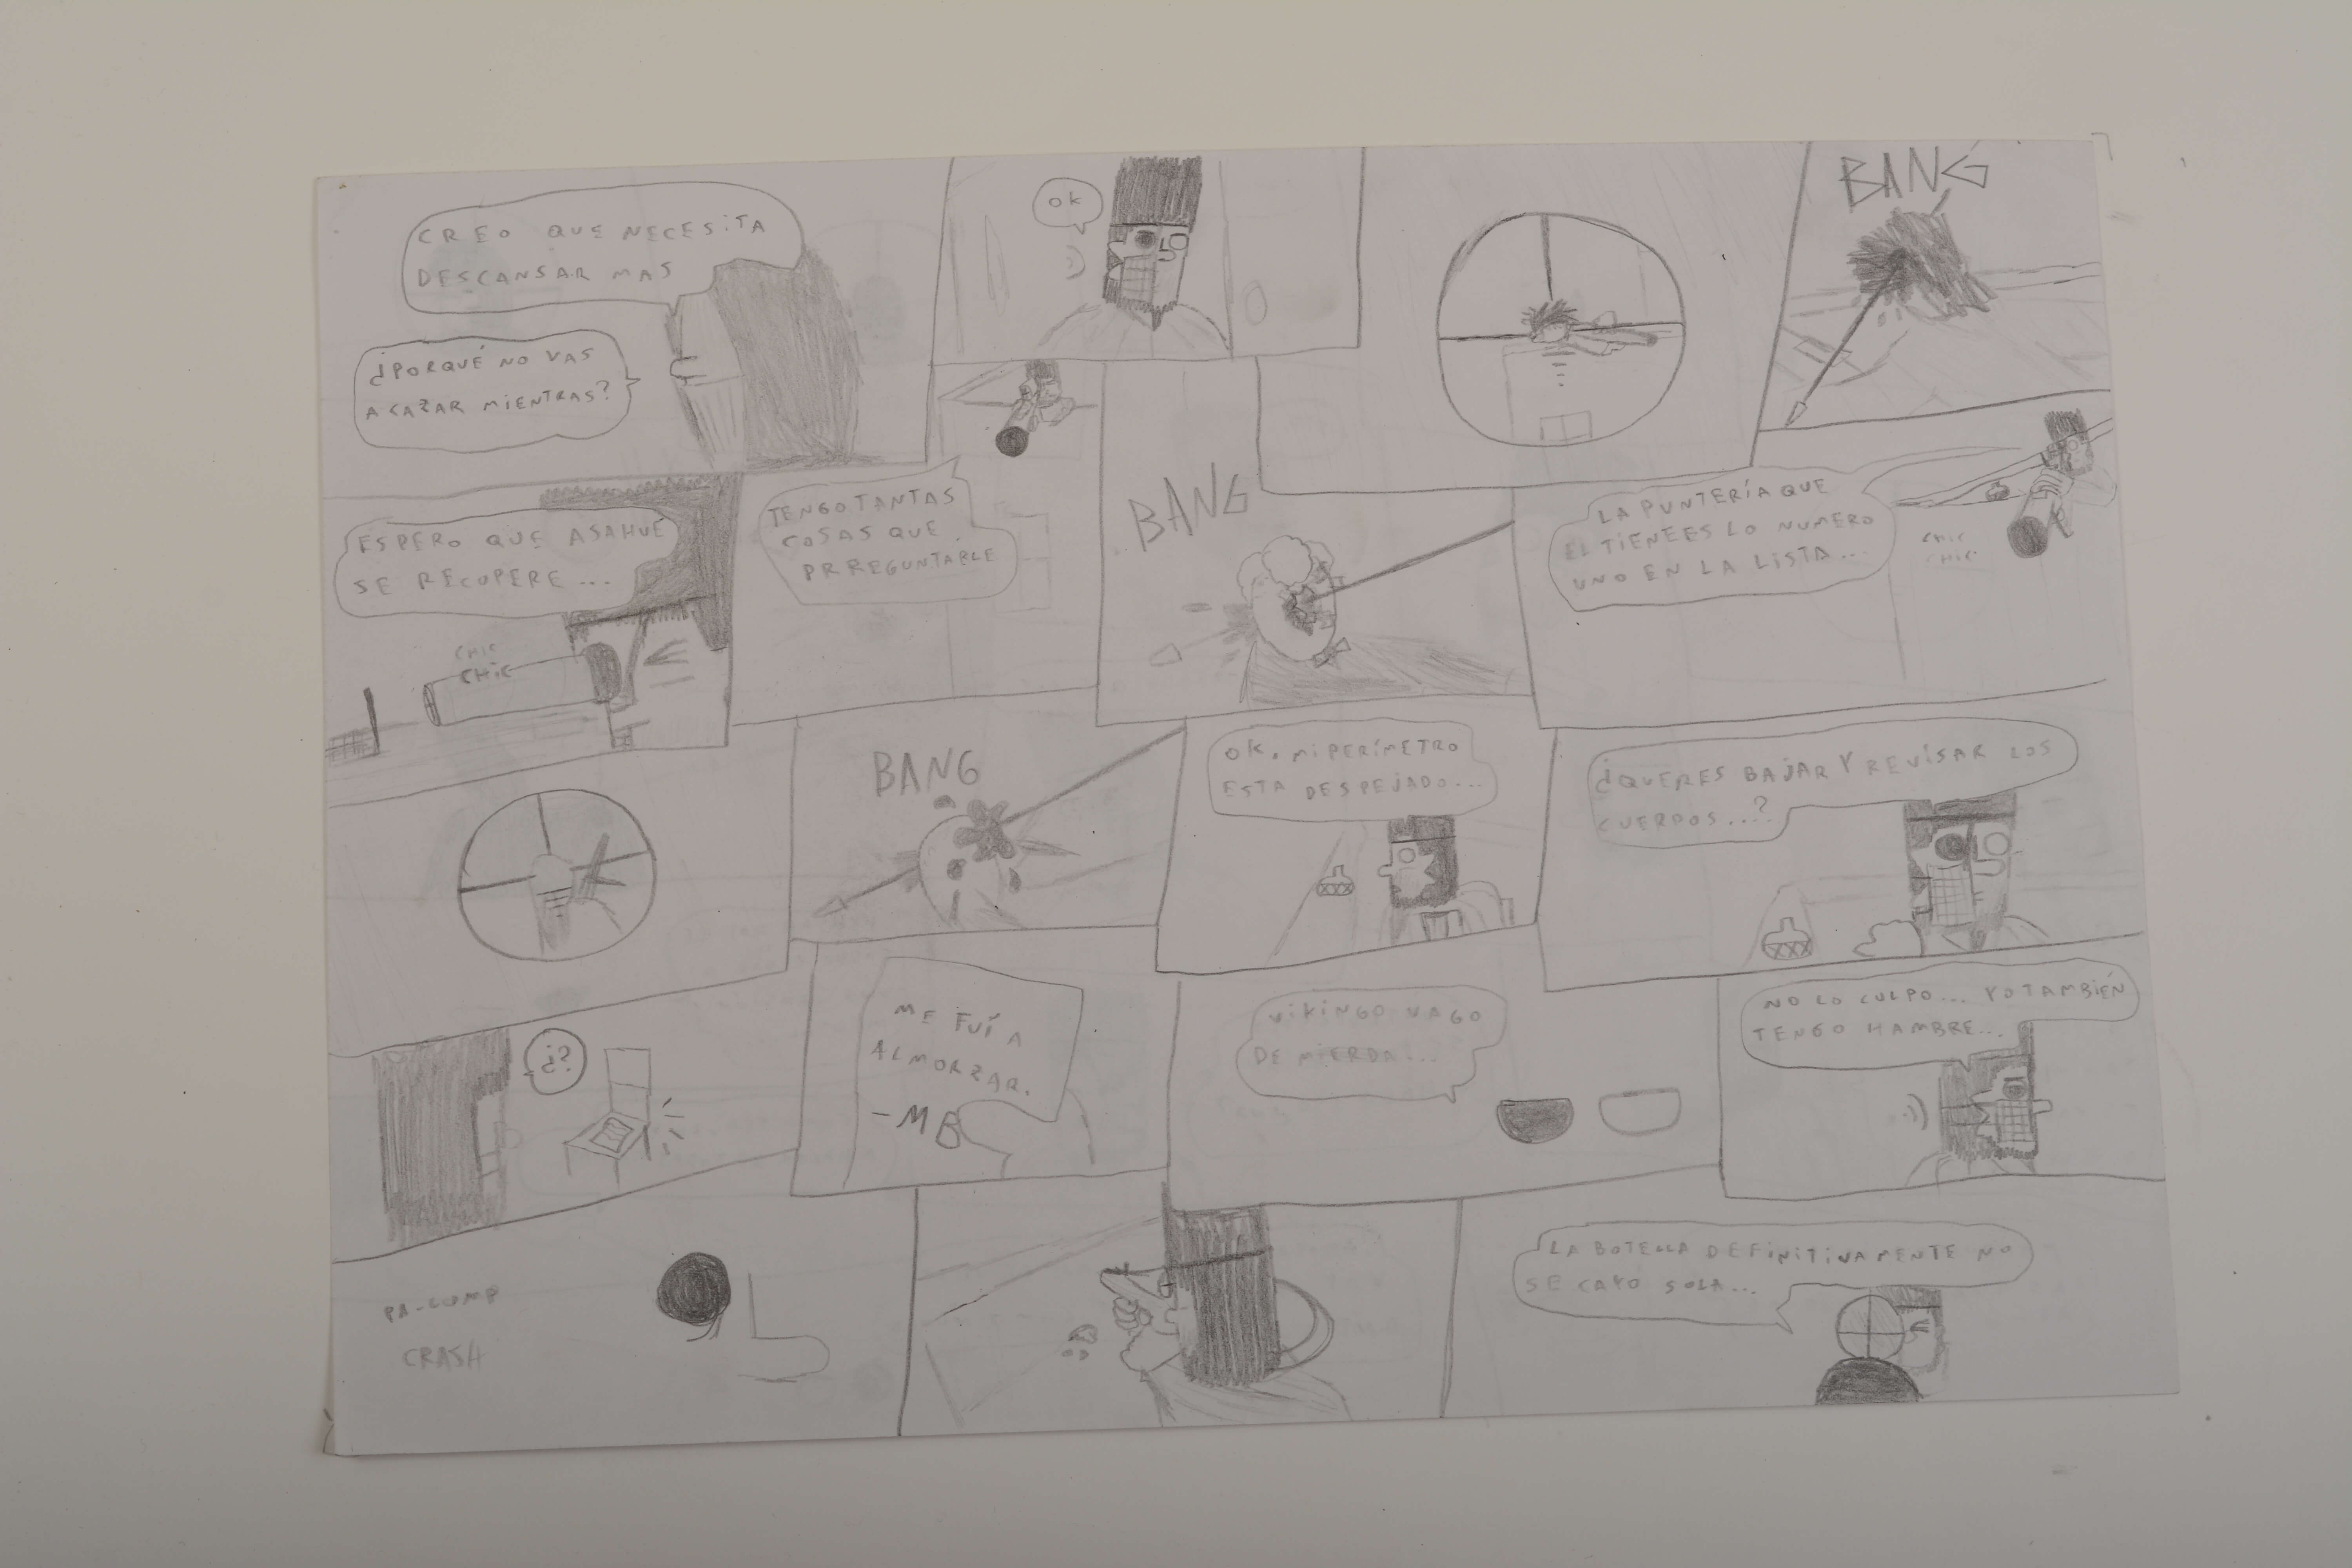 CREO QUE NECESITA
DESCANSAR MAS
¿PORQUÉ NO VAS
A CAZAR MIENTRAS?
OK
BANG
ESPERO QUE ASAHUE
SE RECUPERE...
CHIC
CHIC
TENGO TANTAS
COSAS QUE
PRREGUNTARLE
BANG
LA PUNTERÍA QUE
EL TIENE ES LO NUMERO
UNO EN LA LISTA...
CHIC
CHIC
BANG
OK, MI PERÍMETRO
ESTA DESPEJADO...
¿QUERES BAJAR Y REVISAR LOS
CUERPOS...?
¿?
ME FUÍ A
ALMORZAR.
-MB
VIKINGO VAGO
DE MIERDA...
NO LO CULPO... YO TAMBIÉN
TENGO HAMBRE...
PA-CUMP
CRASH
LA BOTELLA DEFINITIVAMENTE NO
SE CAYO SOLA...